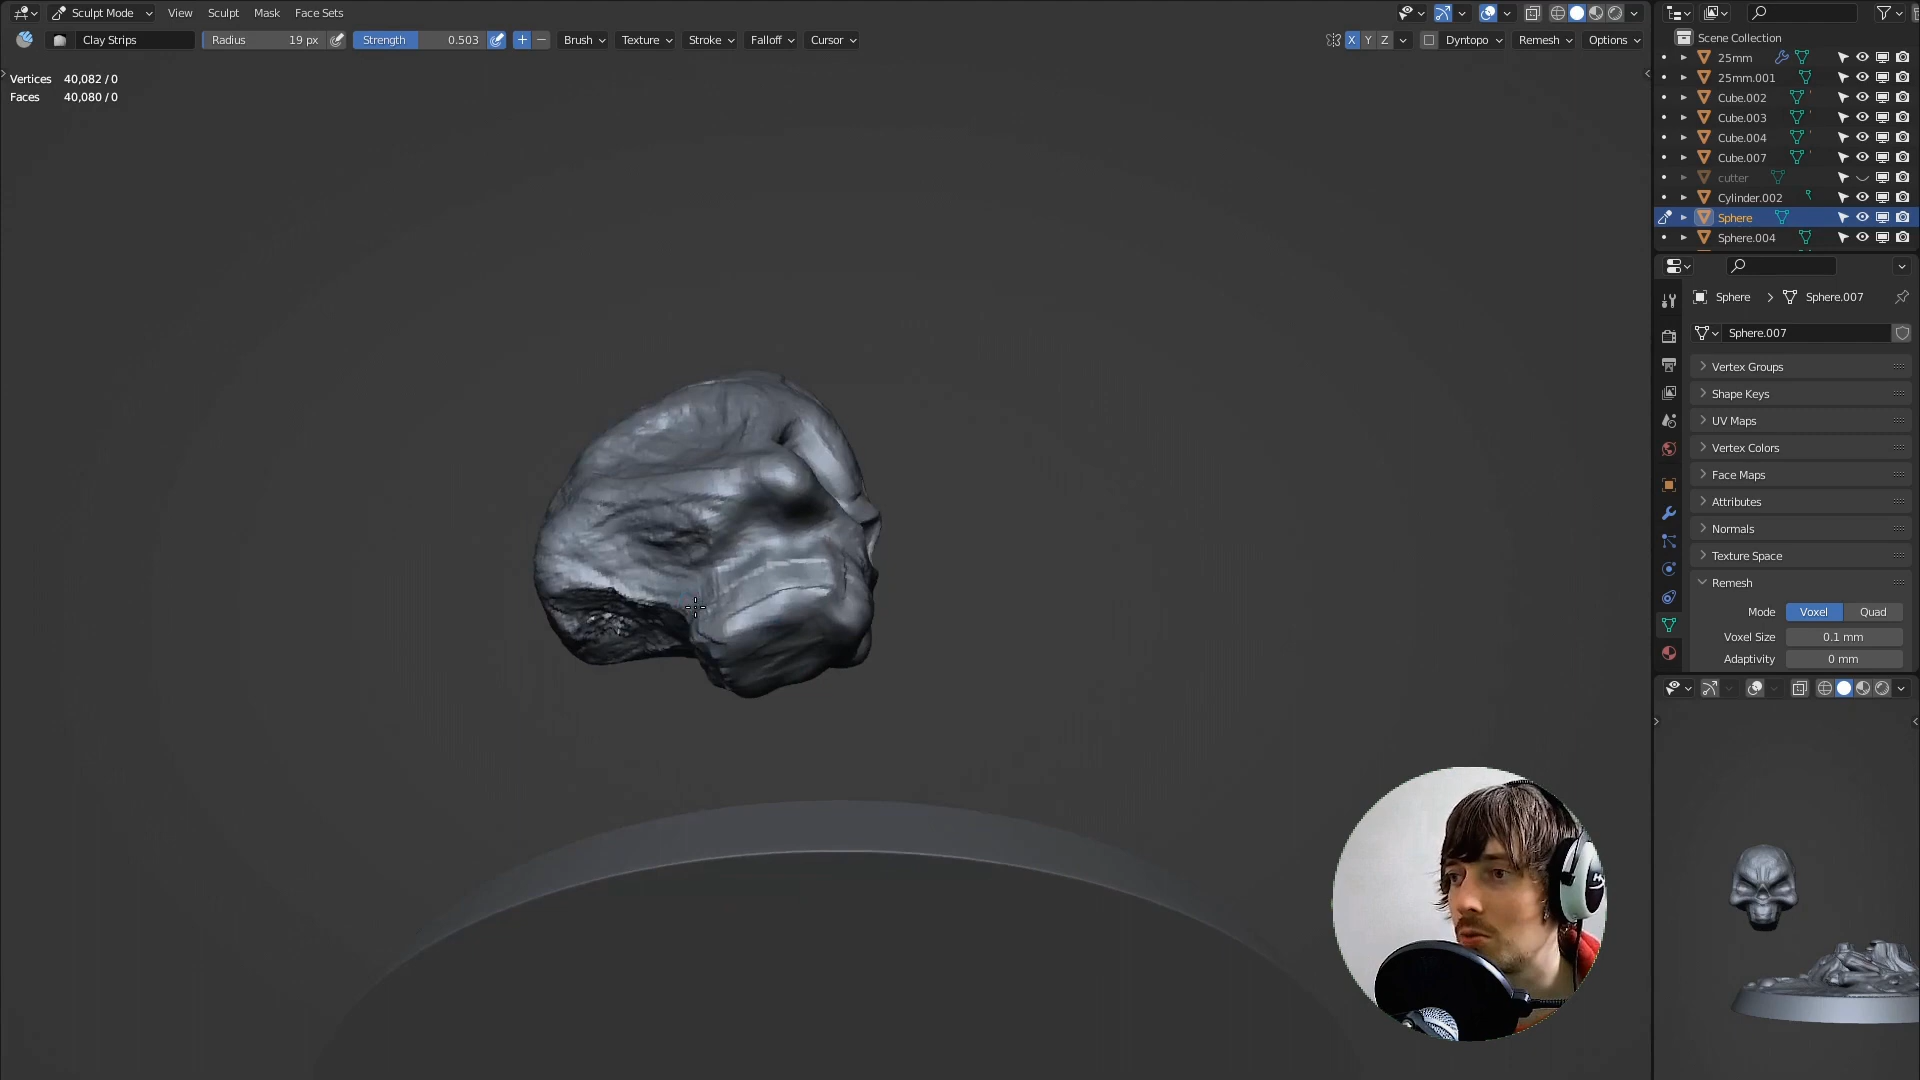 Sculpt Mode View Sculpt Mask Face Sets
Clay Strips Radius 19 px Strength 0.503 + − Brush Texture Stroke Falloff Cursor X Y Z Dyntopo Remesh Options
Vertices 40,082 / 0
Faces 40,080 / 0
Scene Collection
25mm
25mm.001
Cube.002
Cube.003
Cube.004
Cube.007
cutter
Cylinder.002
Sphere
Sphere.004
Sphere > Sphere.007
Sphere.007
Vertex Groups
Shape Keys
UV Maps
Vertex Colors
Face Maps
Attributes
Normals
Texture Space
Remesh
Mode Voxel Quad
Voxel Size 0.1 mm
Adaptivity 0 mm